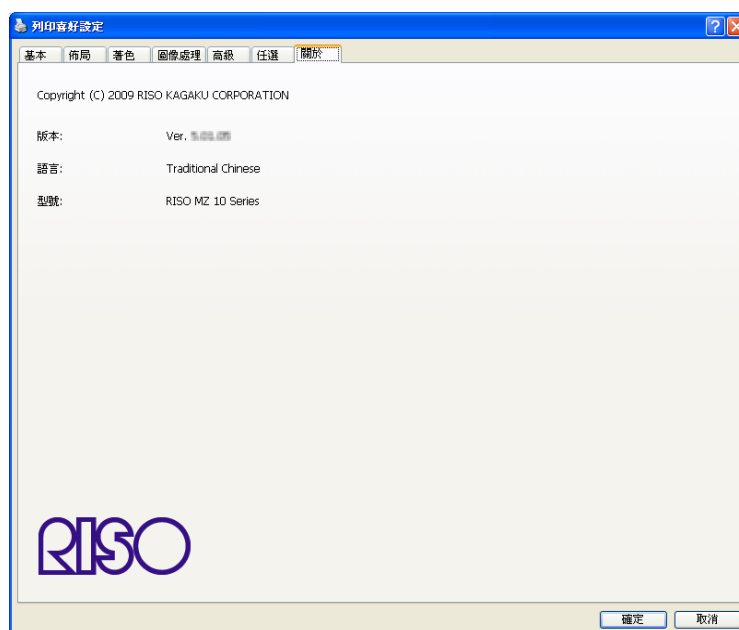 列印喜好設定
基本 佈局 著色 圖像處理 高級 任選 關於
Copyright (C) 2009 RISO KAGAKU CORPORATION
版本: Ver.
語言: Traditional Chinese
型號: RISO MZ 10 Series
RISO
確定 取消